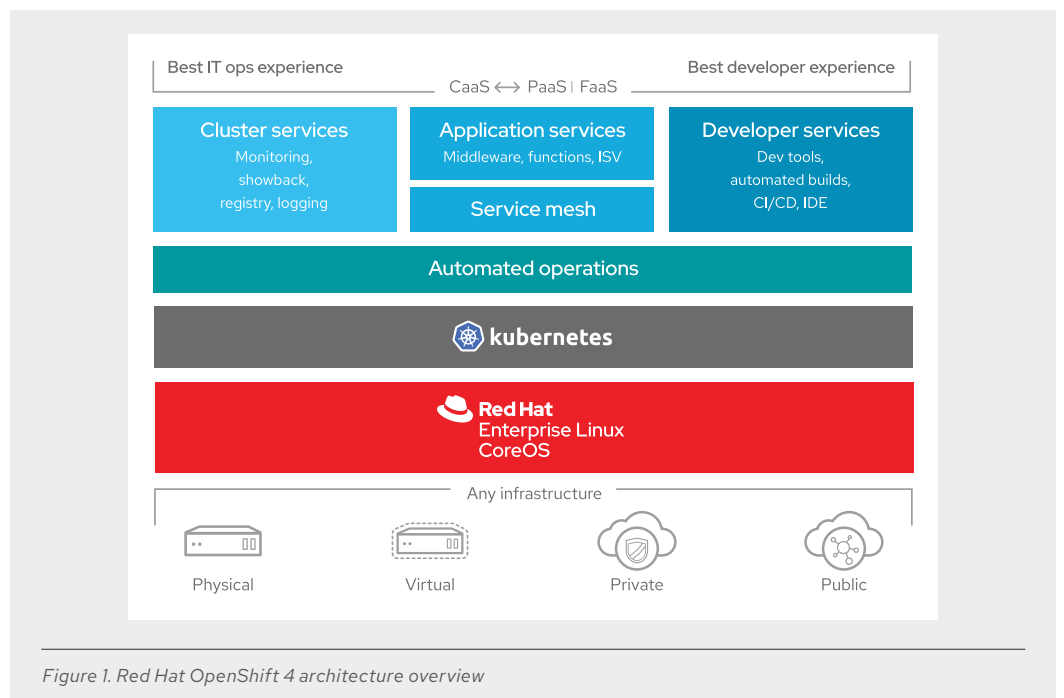 Best IT ops experience
Best developer experience
CaaS ↔ PaaS | FaaS
Cluster services
Monitoring,
showback,
registry, logging
Application services
Middleware, functions, ISV
Service mesh
Developer services
Dev tools,
automated builds,
CI/CD, IDE
Automated operations
kubernetes
Red Hat
Enterprise Linux
CoreOS
Any infrastructure
Physical
Virtual
Private
Public
Figure 1. Red Hat OpenShift 4 architecture overview